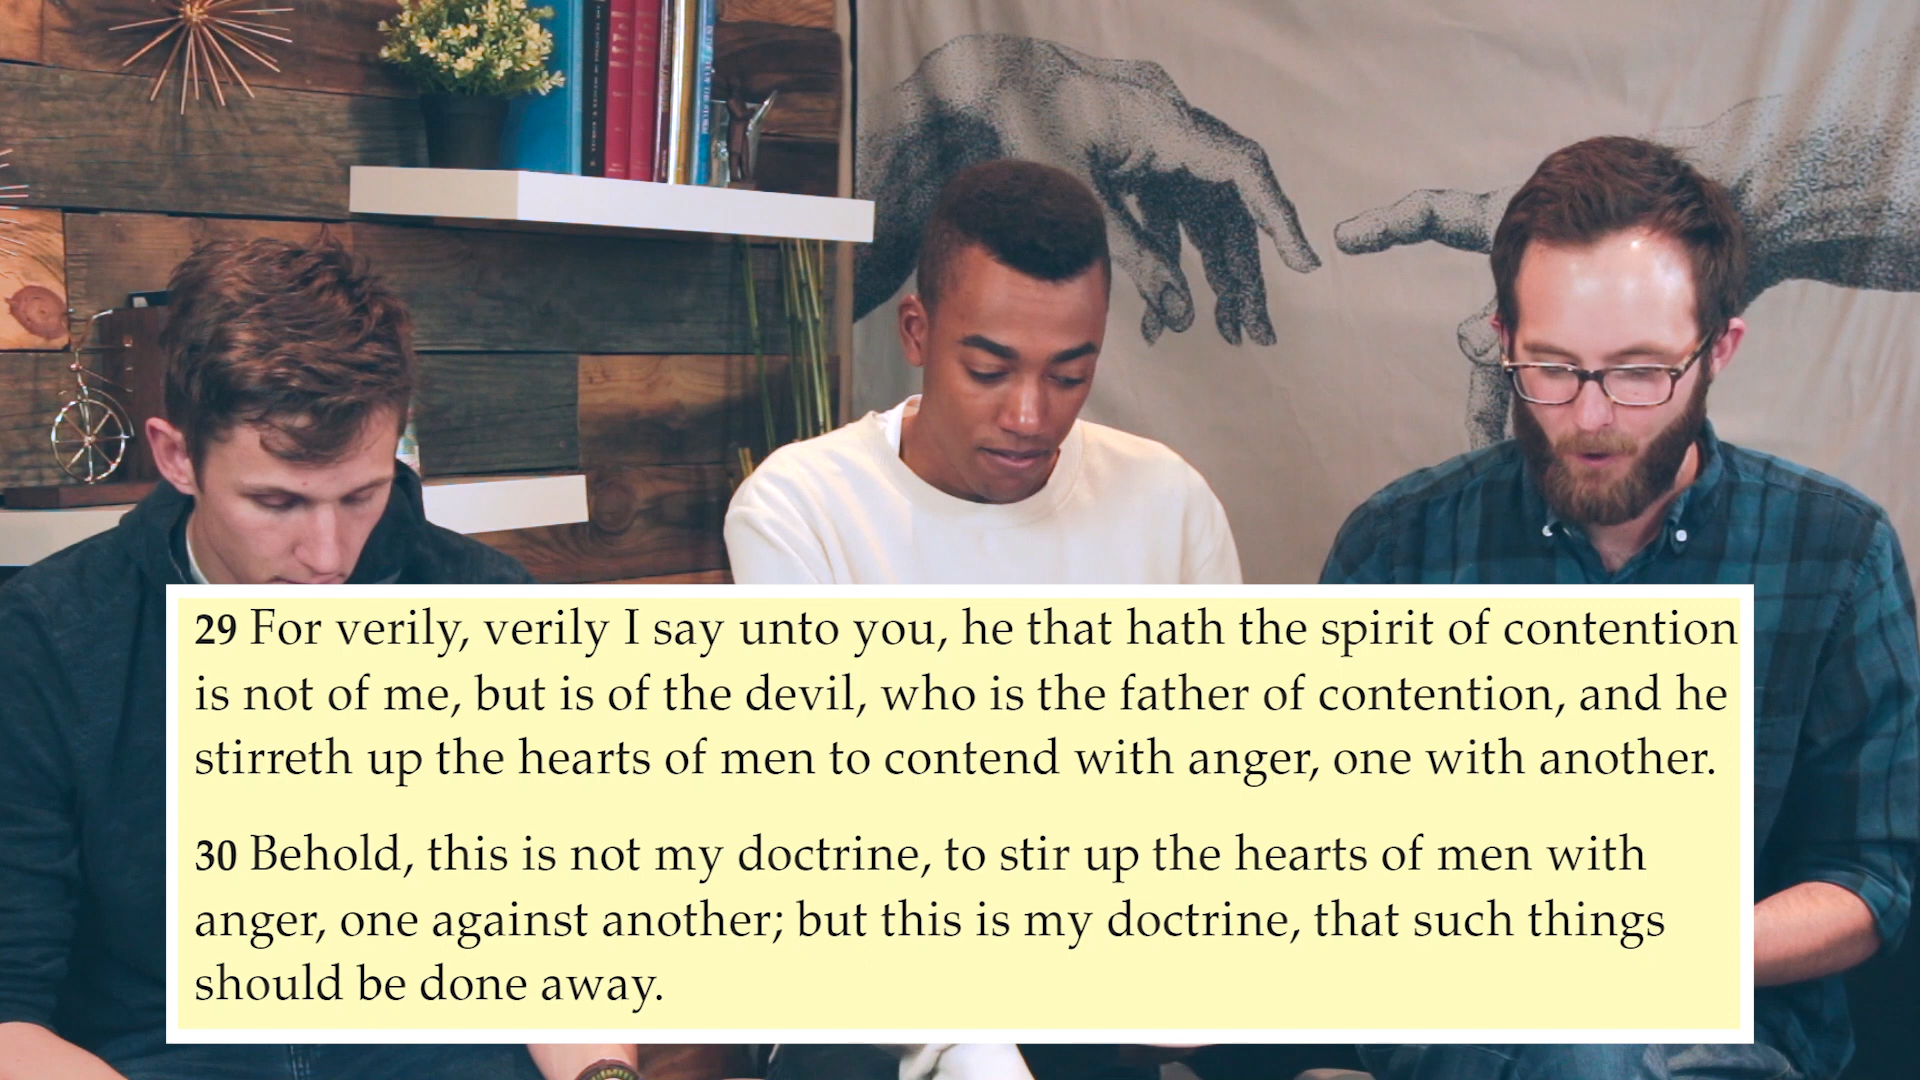 29 For verily, verily I say unto you, he that hath the spirit of contention
is not of me, but is of the devil, who is the father of contention, and he
stirreth up the hearts of men to contend with anger, one with another.
30 Behold, this is not my doctrine, to stir up the hearts of men with
anger, one against another; but this is my doctrine, that such things
should be done away.